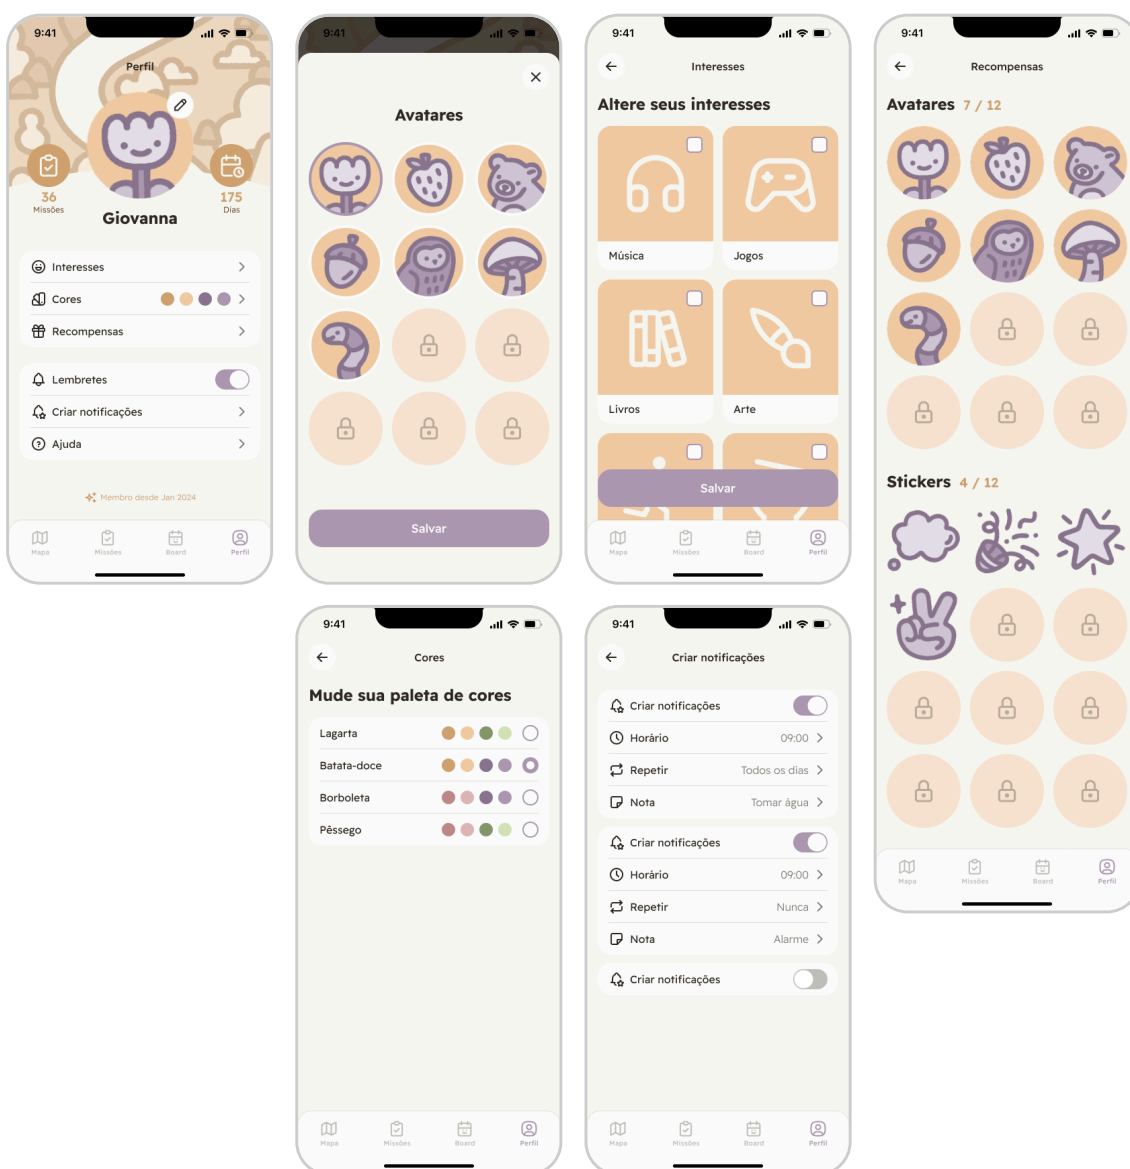 9:41
Perfil
36
Missões
175
Dias
Giovanna
Interesses
Cores
Recompensas
Lembretes
Criar notificações
Ajuda
Membro desde Jan 2024
Mapa Missões Board Perfil
9:41
Avatares
Salvar
9:41
Interesses
Altere seus interesses
Música Jogos
Livros Arte
Salvar
Mapa Missões Board Perfil
9:41
Recompensas
Avatares 7 / 12
Stickers 4 / 12
Mapa Missões Board Perfil
9:41
Cores
Mude sua paleta de cores
Lagarta
Batata-doce
Borboleta
Pêssego
Mapa Missões Board Perfil
9:41
Criar notificações
Criar notificações
Horário 09:00
Repetir Todos os dias
Nota Tomar água
Criar notificações
Horário 09:00
Repetir Nunca
Nota Alarme
Criar notificações
Mapa Missões Board Perfil